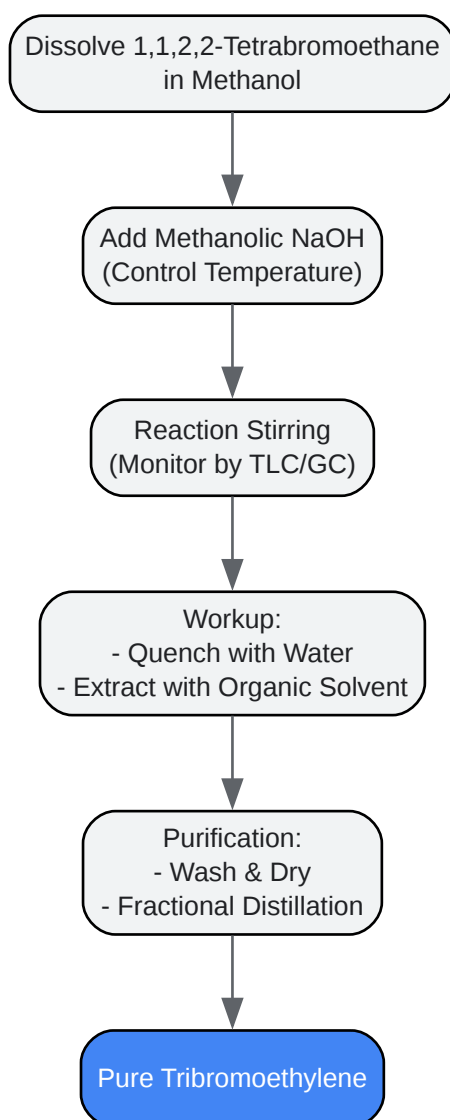 Dissolve 1,1,2,2-Tetrabromoethane
in Methanol
Add Methanolic NaOH
(Control Temperature)
Reaction Stirring
(Monitor by TLC/GC)
Workup:
- Quench with Water
- Extract with Organic Solvent
Purification:
- Wash & Dry
- Fractional Distillation
Pure Tribromoethylene